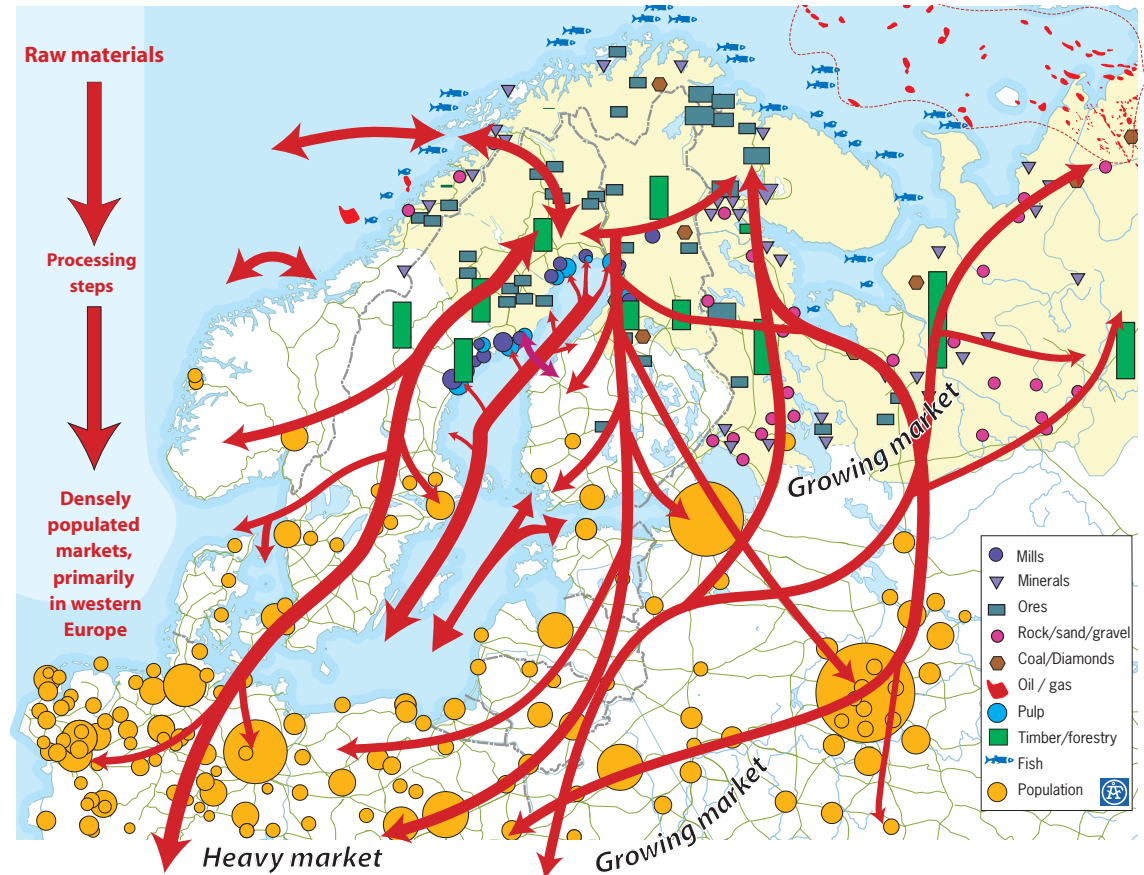 Raw materials
Processing
steps
Densely
populated
markets,
primarily
in western
Europe
Growing market
Growing market
Heavy market
Mills
Minerals
Ores
Rock/sand/gravel
Coal/Diamonds
Oil / gas
Pulp
Timber/forestry
Fish
Population